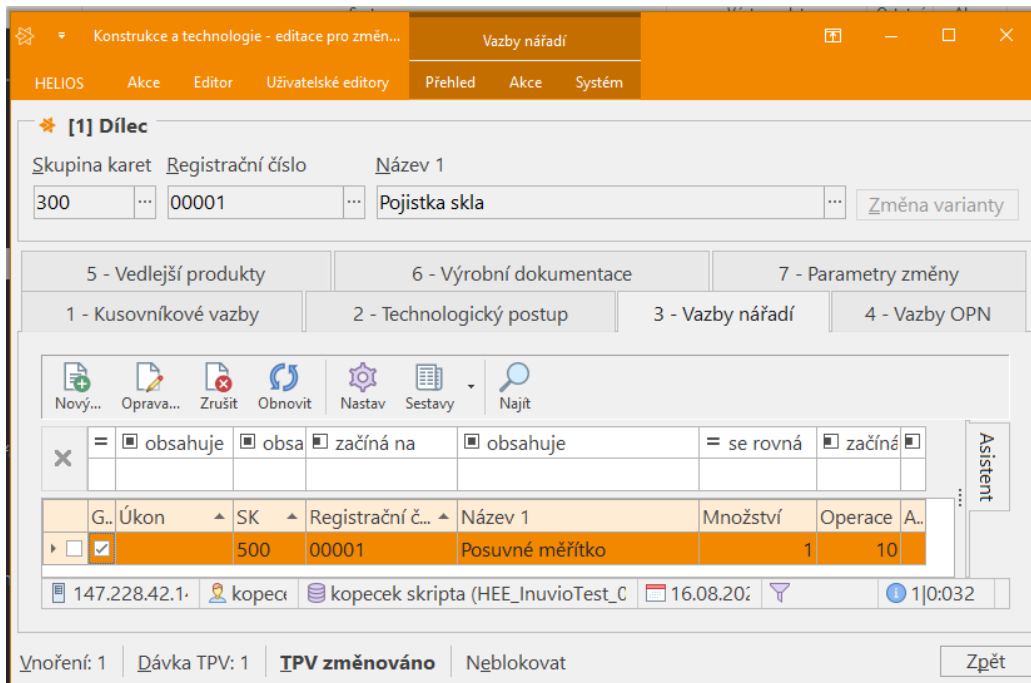 Konstrukce a technologie - editace pro změn...
Vazby nářadí
HELIOS Akce Editor Uživatelské editory Přehled Akce Systém
[1] Dílec
Skupina karet Registrační číslo Název 1
300 ... 00001 ... Pojistka skla ... Změna varianty
5 - Vedlejší produkty 6 - Výrobní dokumentace 7 - Parametry změny
1 - Kusovníkové vazby 2 - Technologický postup 3 - Vazby nářadí 4 - Vazby OPN
Nový... Oprava... Zrušit Obnovit Nastav Sestavy Najít
Asistent
= obsahuje obsa začíná na obsahuje = se rovná začíná
G.. Úkon SK Registrační č... Název 1 Množství Operace A..
500 00001 Posuvné měřítko 1 10
147.228.42.1 kopece kopecek skripta (HEE_InuvioTest_0 16.08.202 1|0:032
Vnoření: 1 Dávka TPV: 1 TPV změnováno Neblokovat Zpět